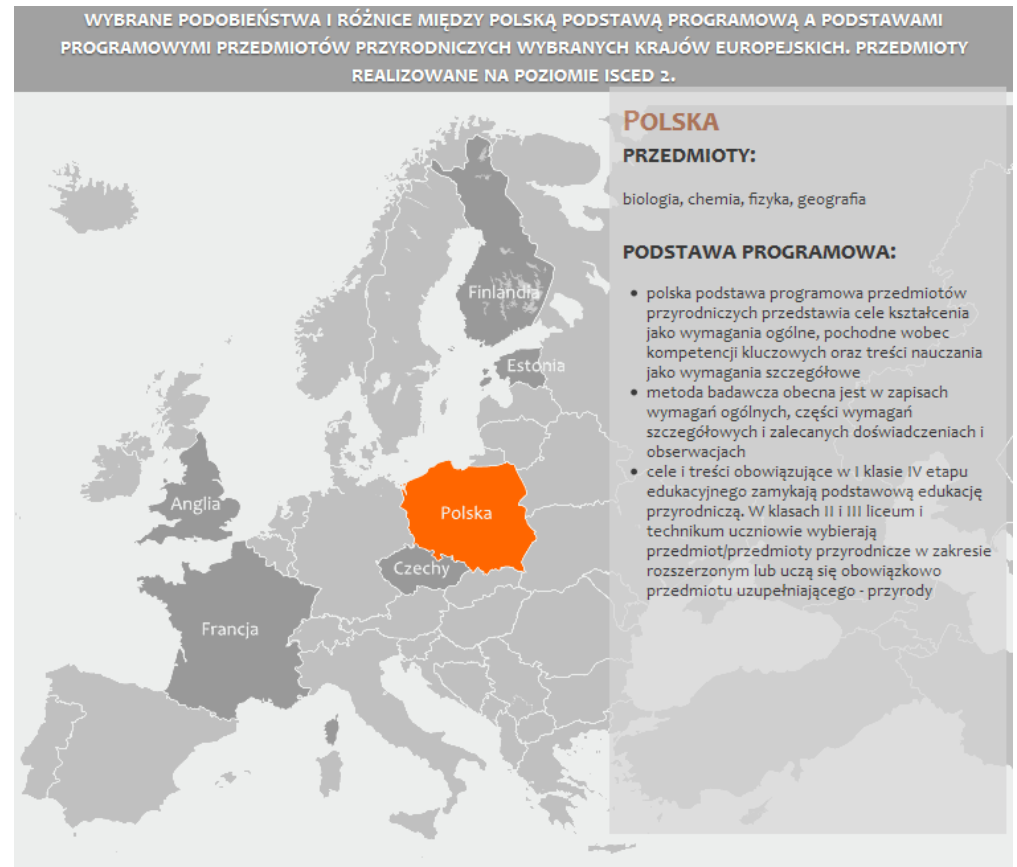 WYBRANE PODOBIEŃSTWA I RÓŻNICE MIĘDZY POLSKĄ PODSTAWĄ PROGRAMOWĄ A PODSTAWAMI
PROGRAMOWYMI PRZEDMIOTÓW PRZYRODNICZYCH WYBRANYCH KRAJÓW EUROPEJSKICH. PRZEDMIOTY
REALIZOWANE NA POZIOMIE ISCED 2.
POLSKA
PRZEDMIOTY:
biologia, chemia, fizyka, geografia
PODSTAWA PROGRAMOWA:
• polska podstawa programowa przedmiotów
przyrodniczych przedstawia cele kształcenia
jako wymagania ogólne, pochodne wobec
kompetencji kluczowych oraz treści nauczania
jako wymagania szczegółowe
• metoda badawcza obecna jest w zapisach
wymagań ogólnych, części wymagań
szczegółowych i zalecanych doświadczeniach i
obserwacjach
• cele i treści obowiązujące w I klasie IV etapu
edukacyjnego zamykają podstawową edukację
przyrodniczą. W klasach II i III liceum i
technikum uczniowie wybierają
przedmiot/przedmioty przyrodnicze w zakresie
rozszerzonym lub uczą się obowiązkowo
przedmiotu uzupełniającego - przyrody
Finlandia
Estonia
Anglia
Polska
Czechy
Francja